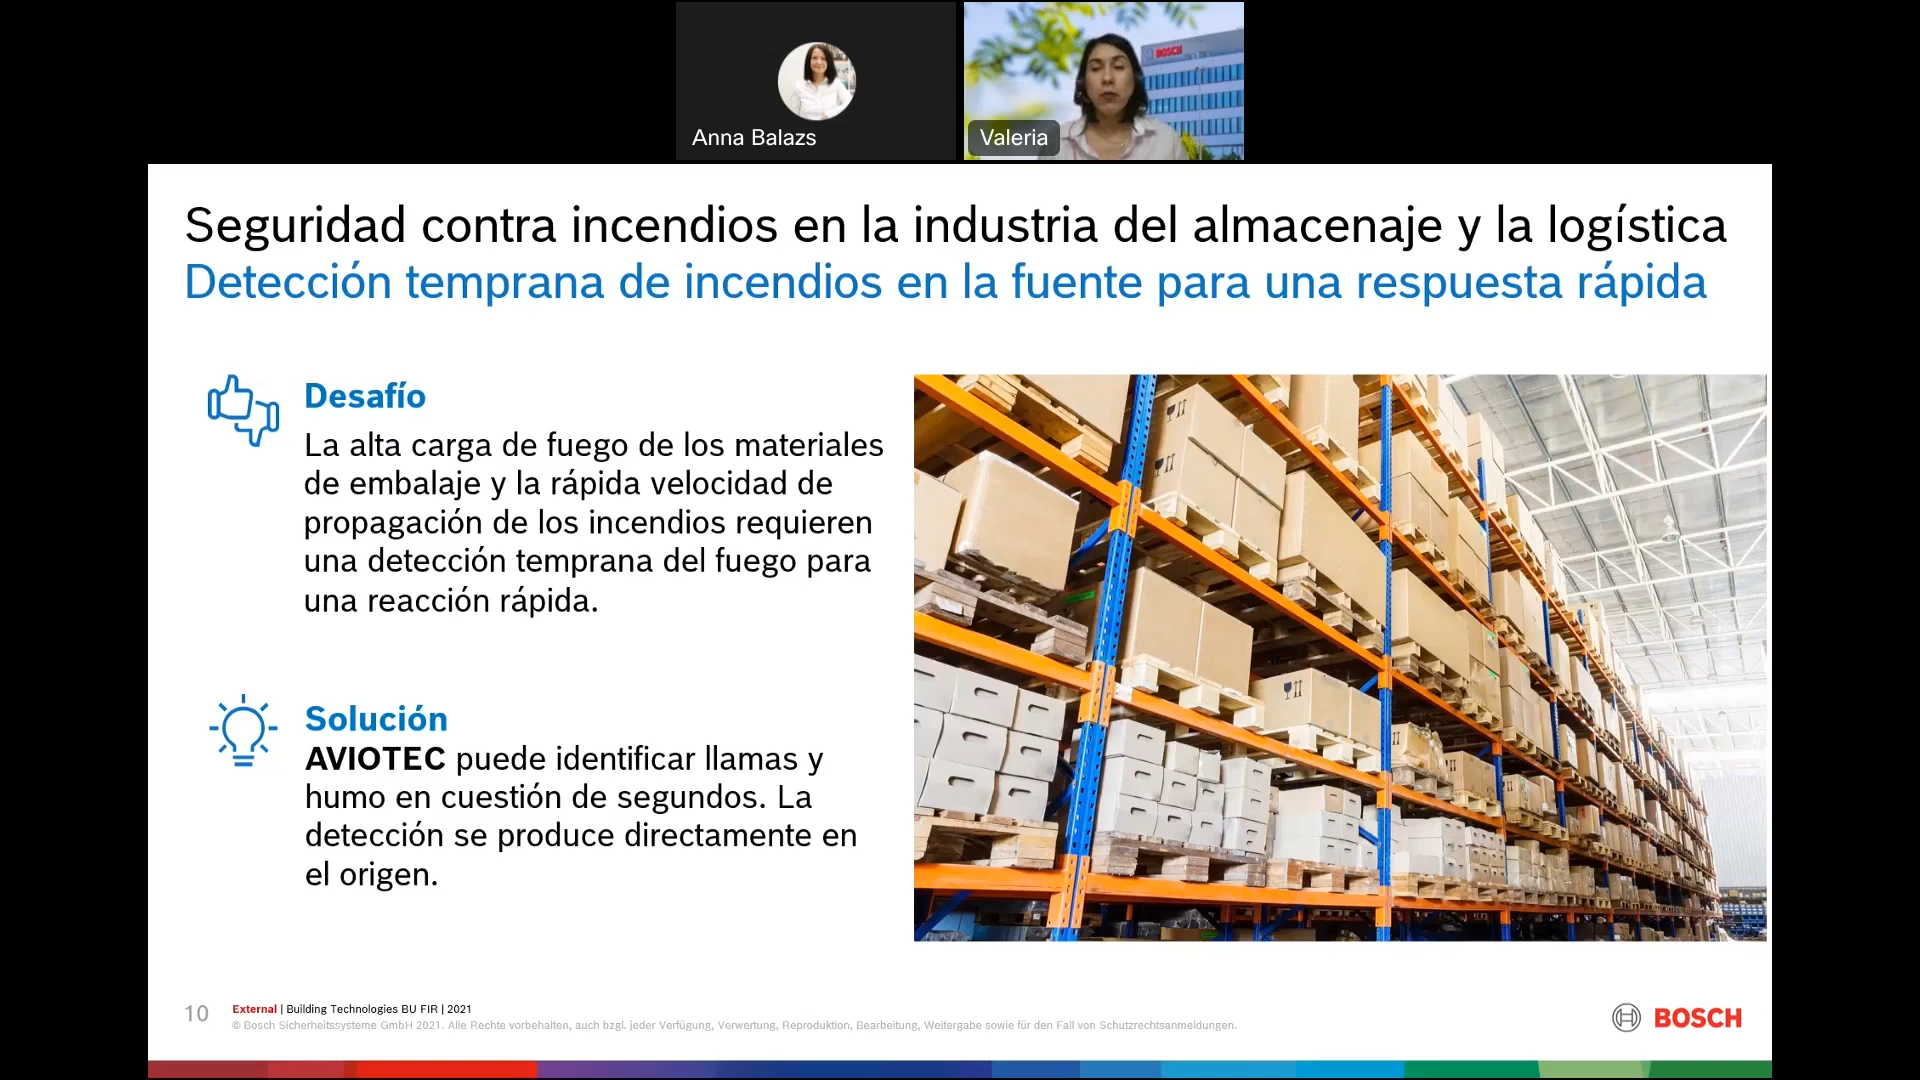 Anna Balazs
Valeria
BOSCH
Seguridad contra incendios en la industria del almacenaje y la logística
Detección temprana de incendios en la fuente para una respuesta rápida
Desafío
La alta carga de fuego de los materiales
de embalaje y la rápida velocidad de
propagación de los incendios requieren
una detección temprana del fuego para
una reacción rápida.
Solución
AVIOTEC puede identificar llamas y
humo en cuestión de segundos. La
detección se produce directamente en
el origen.
10
External | Building Technologies BU FIR | 2021
© Bosch Sicherheitssysteme GmbH 2021. Alle Rechte vorbehalten, auch bzgl. jeder Verfügung, Verwertung, Reproduktion, Bearbeitung, Weitergabe sowie für den Fall von Schutzrechtsanmeldungen.
BOSCH